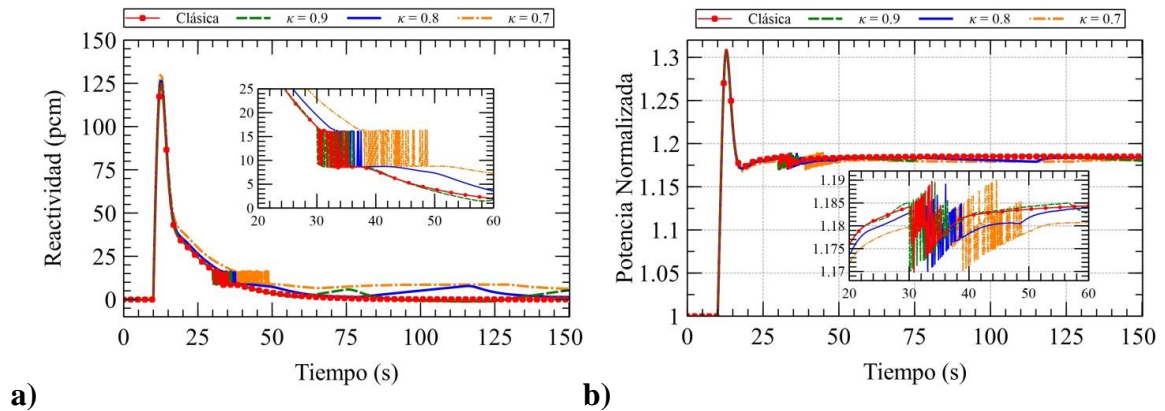 Clásica κ = 0.9 κ = 0.8 κ = 0.7
150
125
100
75
50
25
0
Reactividad (pcm)
25
20
15
10
5
0
20 30 40 50 60
0 25 50 75 100 125 150
Tiempo (s)
a)
Clásica κ = 0.9 κ = 0.8 κ = 0.7
1.3
1.25
1.2
1.15
1.1
1.05
1
Potencia Normalizada
1.19
1.18
1.17
20 30 40 50 60
0 25 50 75 100 125 150
Tiempo (s)
b)